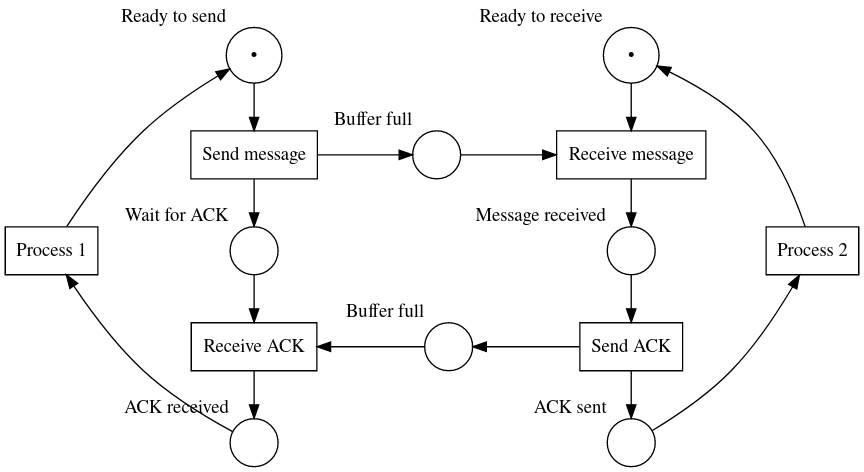 Ready to send
Ready to receive
Buffer full
Send message
Receive message
Wait for ACK
Message received
Process 1
Process 2
Buffer full
Receive ACK
Send ACK
ACK received
ACK sent